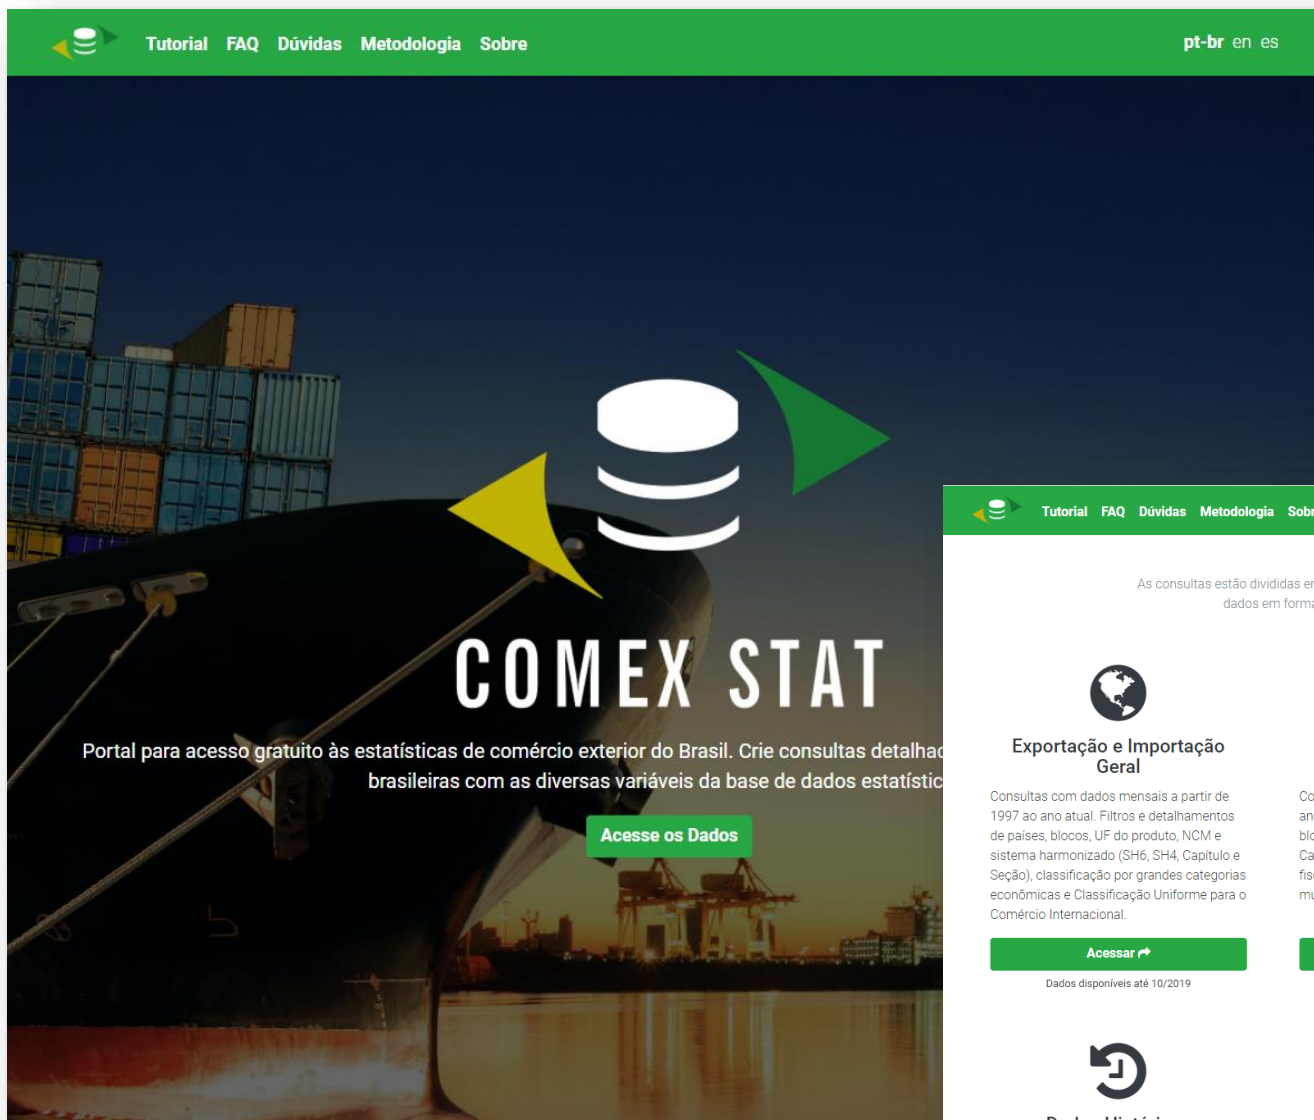 Tutorial FAQ Dúvidas Metodologia Sobre
pt-br en es
COMEX STAT
Portal para acesso gratuito às estatísticas de comércio exterior do Brasil. Crie consultas
brasileiras com as diversas variáveis da base de dados
Acesse os Dados
Tutorial FAQ Dúvidas Metodologia
As consultas estão divididas
dados em
Exportação e Importação
Geral
Consultas com dados mensais a partir de
1997 ao ano atual. Filtros e detalhamentos
de países, blocos, UF do produto, NCM e
sistema harmonizado (SH6, SH4, Capítulo e
Seção), classificação por grandes categorias
econômicas e Classificação Uniforme para o
Comércio Internacional.
Acessar
Dados disponíveis até 10/2019